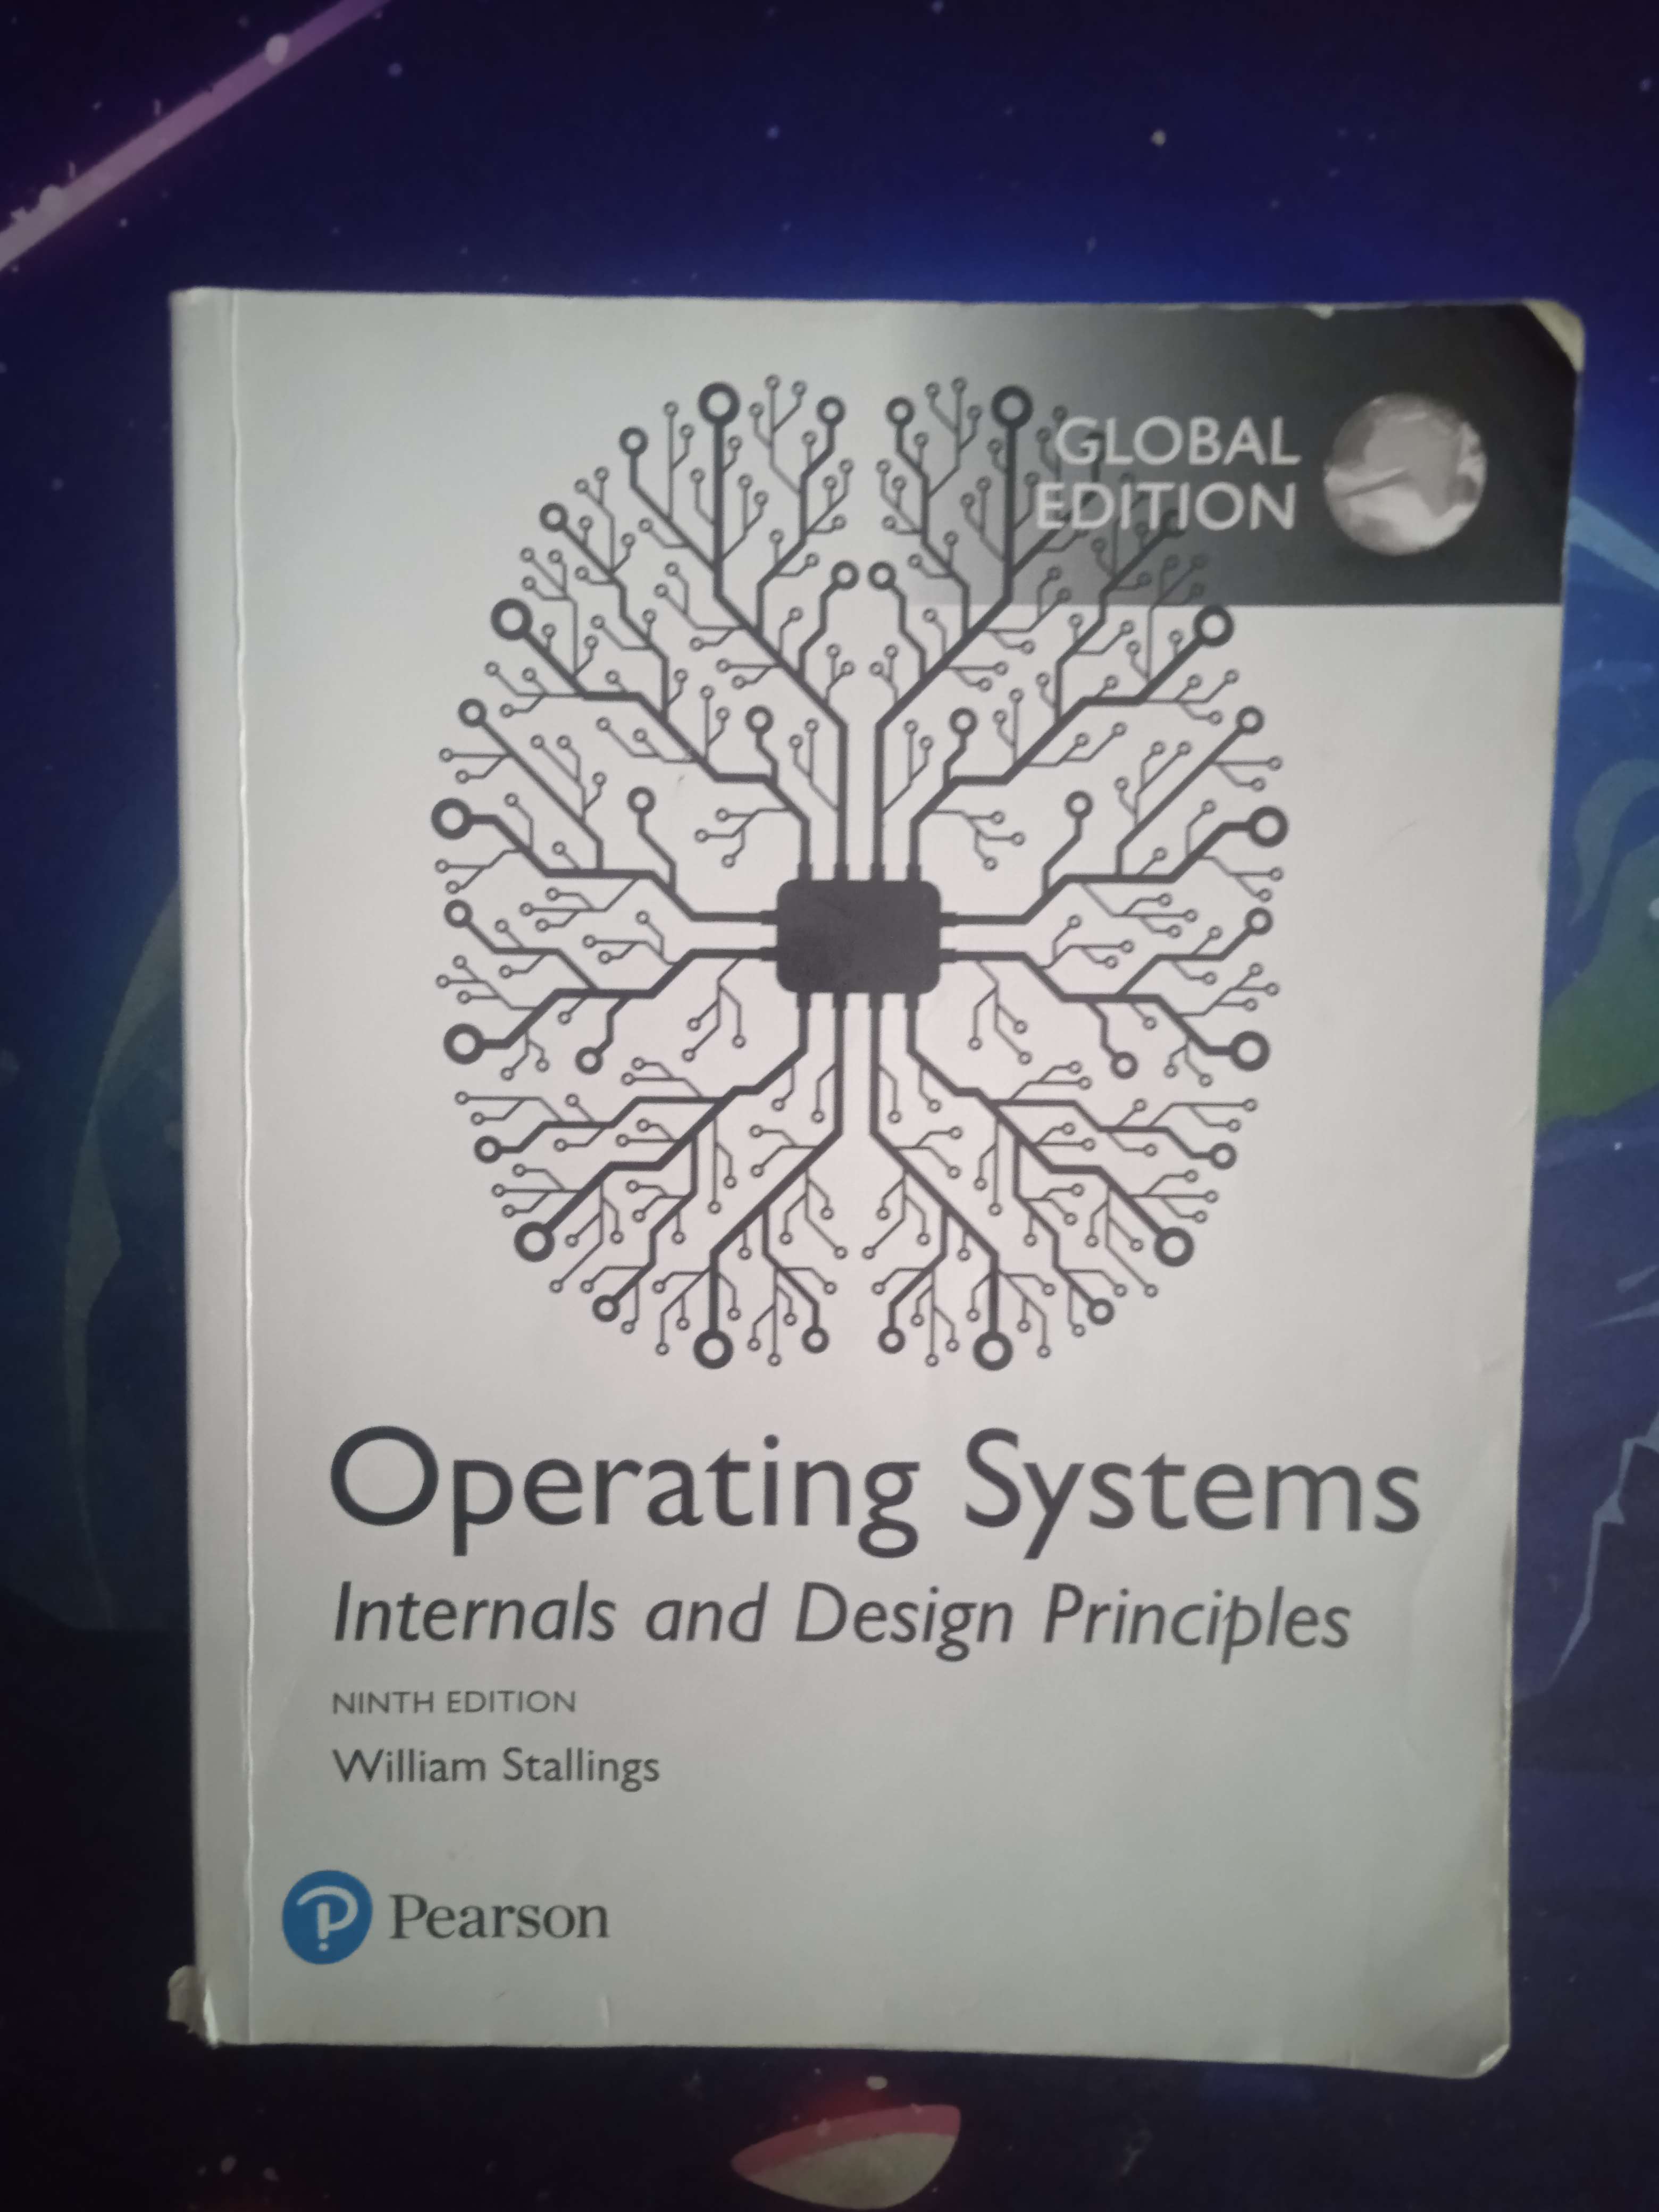 GLOBAL
EDITION
Operating Systems
Internals and Design Principles
NINTH EDITION
William Stallings
Pearson